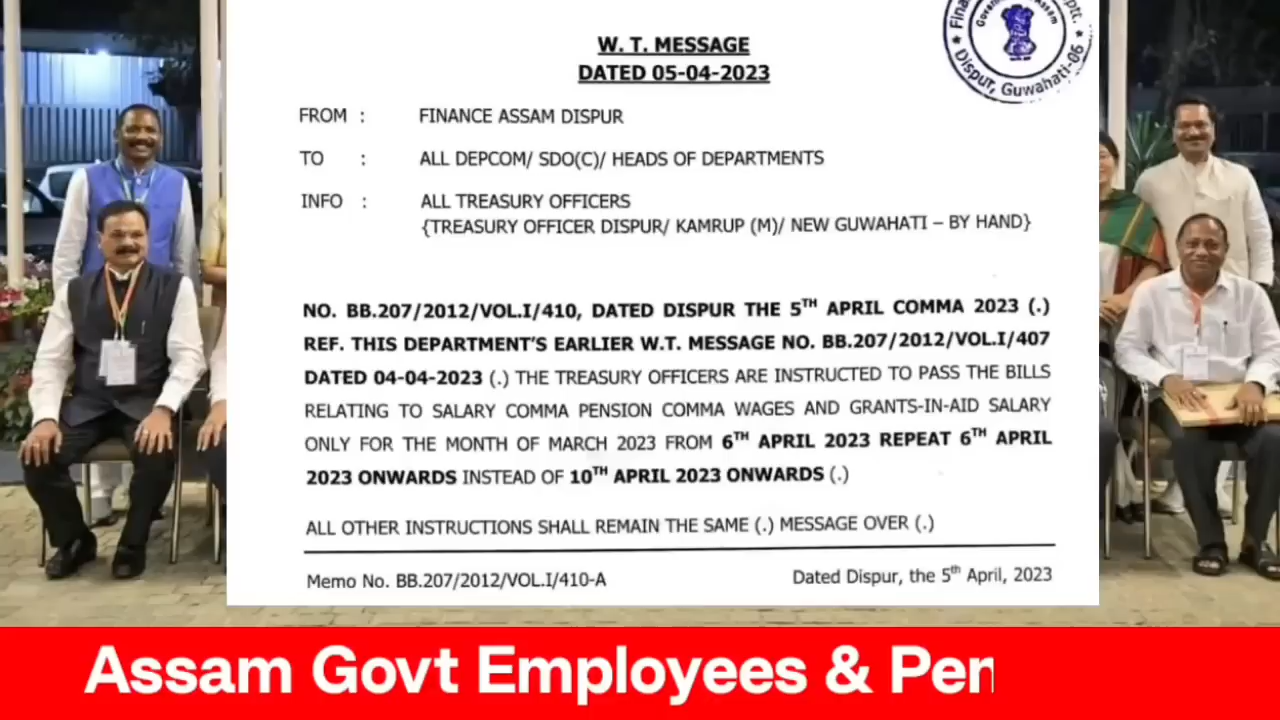 W. T. MESSAGE
DATED 05-04-2023
FROM : FINANCE ASSAM DISPUR
TO : ALL DEPCOM/ SDO(C)/ HEADS OF DEPARTMENTS
INFO : ALL TREASURY OFFICERS
{TREASURY OFFICER DISPUR/ KAMRUP (M)/ NEW GUWAHATI – BY HAND}
NO. BB.207/2012/VOL.I/410, DATED DISPUR THE 5TH APRIL COMMA 2023 (.)
REF. THIS DEPARTMENT'S EARLIER W.T. MESSAGE NO. BB.207/2012/VOL.I/407
DATED 04-04-2023 (.) THE TREASURY OFFICERS ARE INSTRUCTED TO PASS THE BILLS
RELATING TO SALARY COMMA PENSION COMMA WAGES AND GRANTS-IN-AID SALARY
ONLY FOR THE MONTH OF MARCH 2023 FROM 6TH APRIL 2023 REPEAT 6TH APRIL
2023 ONWARDS INSTEAD OF 10TH APRIL 2023 ONWARDS (.)
ALL OTHER INSTRUCTIONS SHALL REMAIN THE SAME (.) MESSAGE OVER (.)
Memo No. BB.207/2012/VOL.I/410-A Dated Dispur, the 5th April, 2023
Dispur, Guwahati-06
Assam Govt Employees & Pen